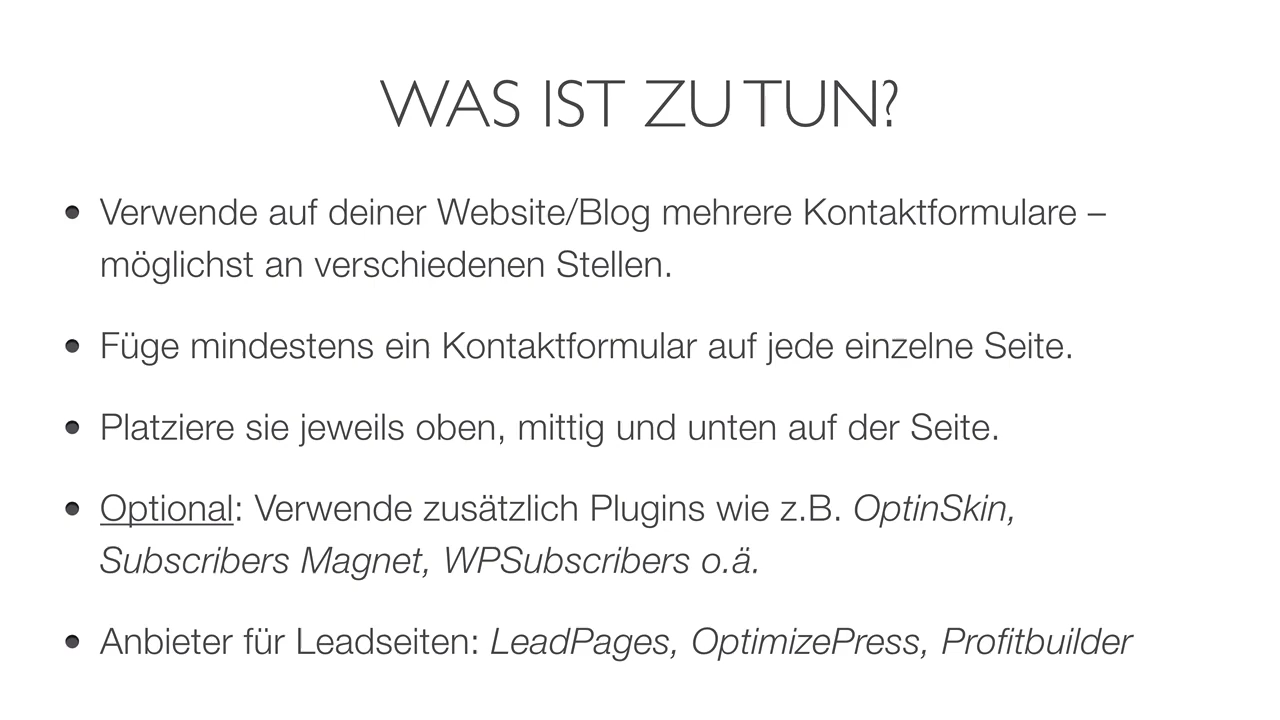 WAS IST ZU TUN?
• Verwende auf deiner Website/Blog mehrere Kontaktformulare –
möglichst an verschiedenen Stellen.
• Füge mindestens ein Kontaktformular auf jede einzelne Seite.
• Platziere sie jeweils oben, mittig und unten auf der Seite.
• Optional: Verwende zusätzlich Plugins wie z.B. OptinSkin,
Subscribers Magnet, WPSubscribers o.ä.
• Anbieter für Leadseiten: LeadPages, OptimizePress, Profitbuilder